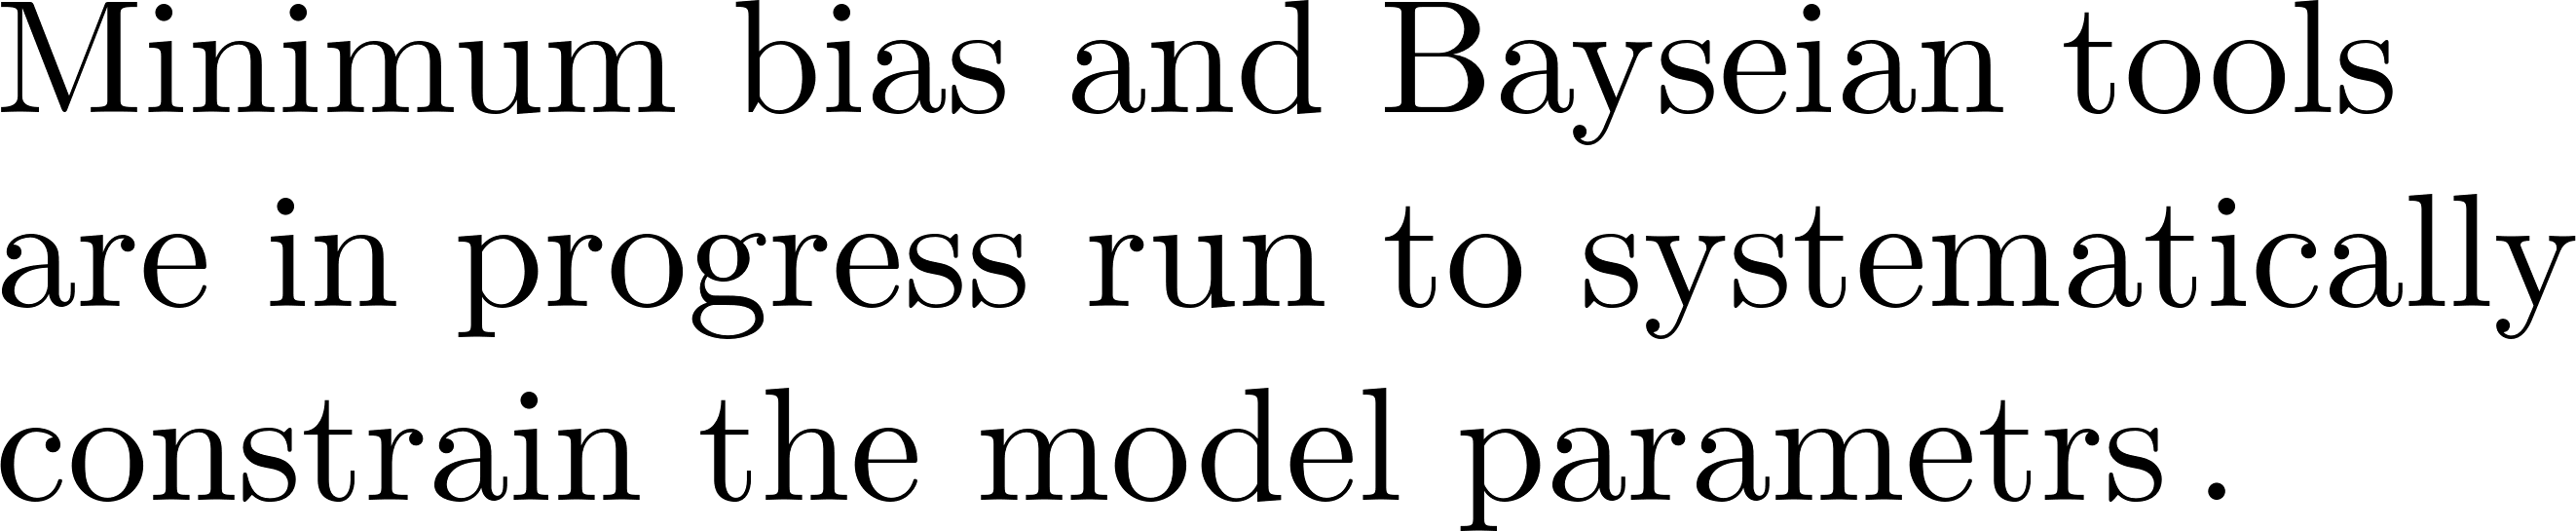 Minimum bias and Bayseian tools
are in progress run to systematically
constrain the model parametrs .